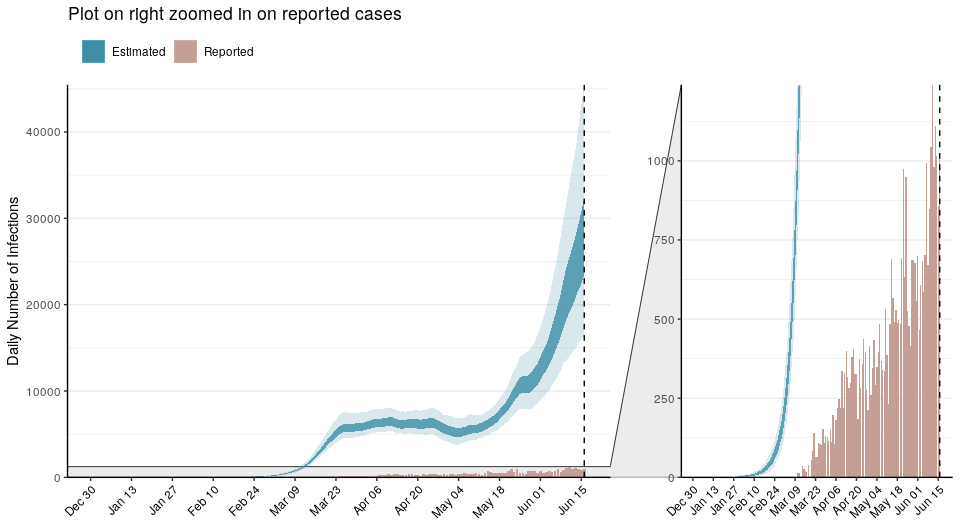 Plot on right zoomed in on reported cases
Estimated Reported
Daily Number of Infections
40000
30000
20000
10000
0
Dec 30 Jan 13 Jan 27 Feb 10 Feb 24 Mar 09 Mar 23 Apr 06 Apr 20 May 04 May 18 Jun 01 Jun 15
1000
750
500
250
0
Dec 30 Jan 13 Jan 27 Feb 10 Feb 24 Mar 09 Mar 23 Apr 06 Apr 20 May 04 May 18 Jun 01 Jun 15